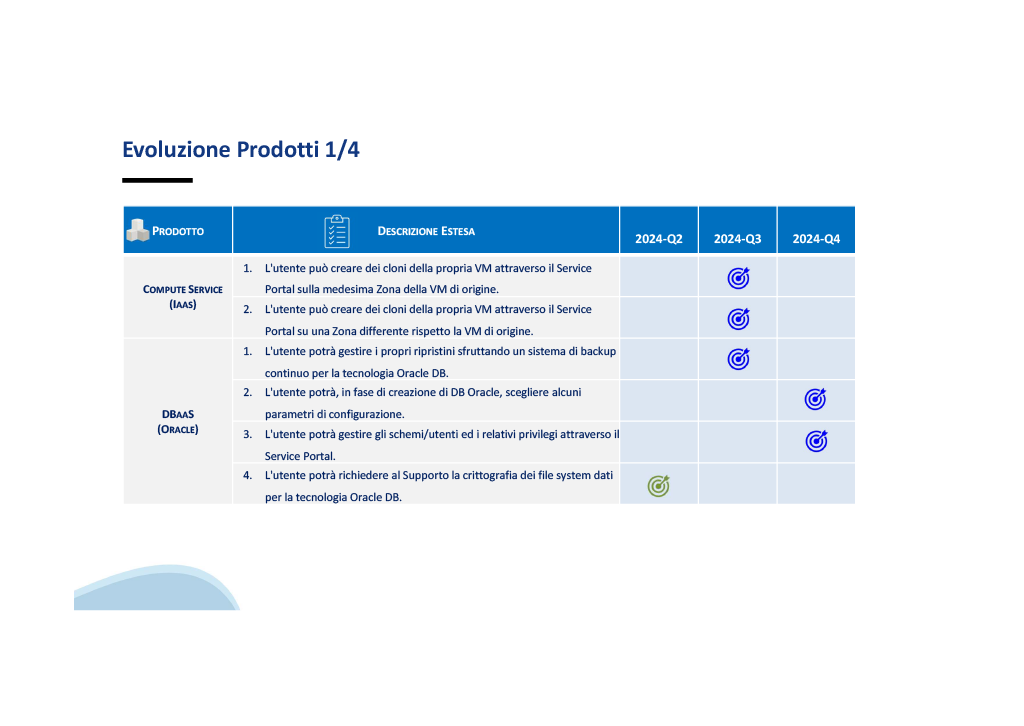 Evoluzione Prodotti 1/4
Prodotto
Descrizione Estesa
2024-Q2
2024-Q3
2024-Q4
Compute Service
(IaaS)
1. L'utente può creare dei cloni della propria VM attraverso il Service
Portal sulla medesima Zona della VM di origine.
2. L'utente può creare dei cloni della propria VM attraverso il Service
Portal su una Zona differente rispetto la VM di origine.
DBaaS
(Oracle)
1. L'utente potrà gestire i propri ripristini sfruttando un sistema di backup
continuo per la tecnologia Oracle DB.
2. L'utente potrà, in fase di creazione di DB Oracle, scegliere alcuni
parametri di configurazione.
3. L'utente potrà gestire gli schemi/utenti ed i relativi privilegi attraverso il
Service Portal.
4. L'utente potrà richiedere al Supporto la crittografia dei file system dati
per la tecnologia Oracle DB.